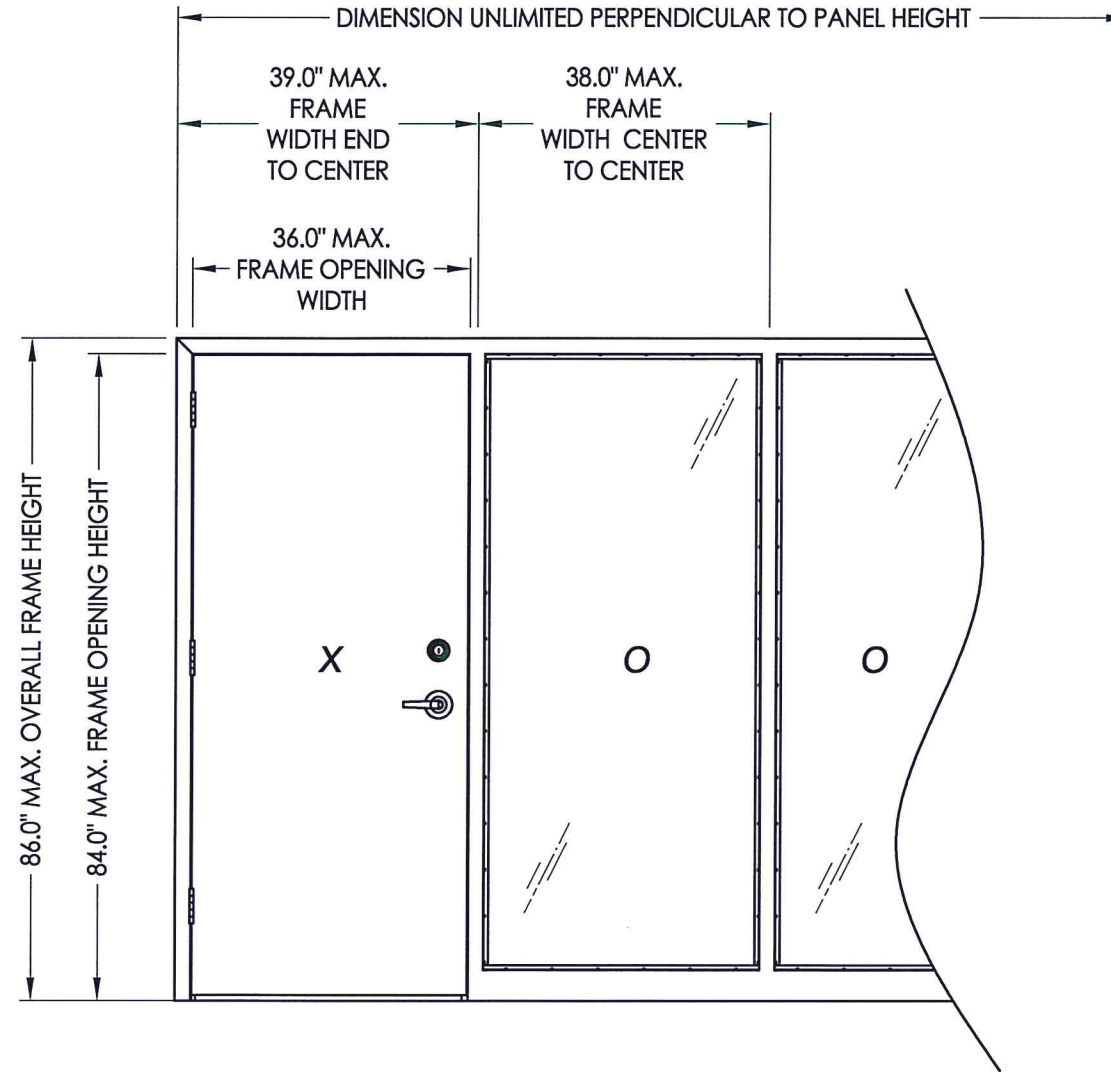 DIMENSION UNLIMITED PERPENDICULAR TO PANEL HEIGHT
39.0" MAX.
FRAME
WIDTH END
TO CENTER
38.0" MAX.
FRAME
WIDTH CENTER
TO CENTER
36.0" MAX.
FRAME OPENING
WIDTH
86.0" MAX. OVERALL FRAME HEIGHT
84.0" MAX. FRAME OPENING HEIGHT
X
O
O